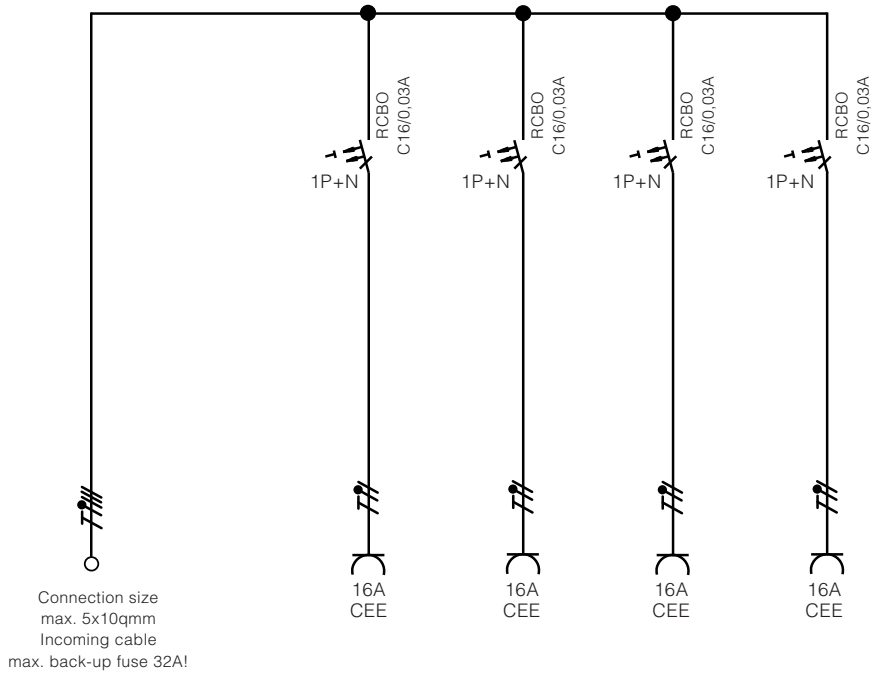 RCBO
C16/0,03A
1P+N
RCBO
C16/0,03A
1P+N
RCBO
C16/0,03A
1P+N
RCBO
C16/0,03A
1P+N
Connection size
max. 5x10qmm
Incoming cable
max. back-up fuse 32A!
16A
CEE
16A
CEE
16A
CEE
16A
CEE